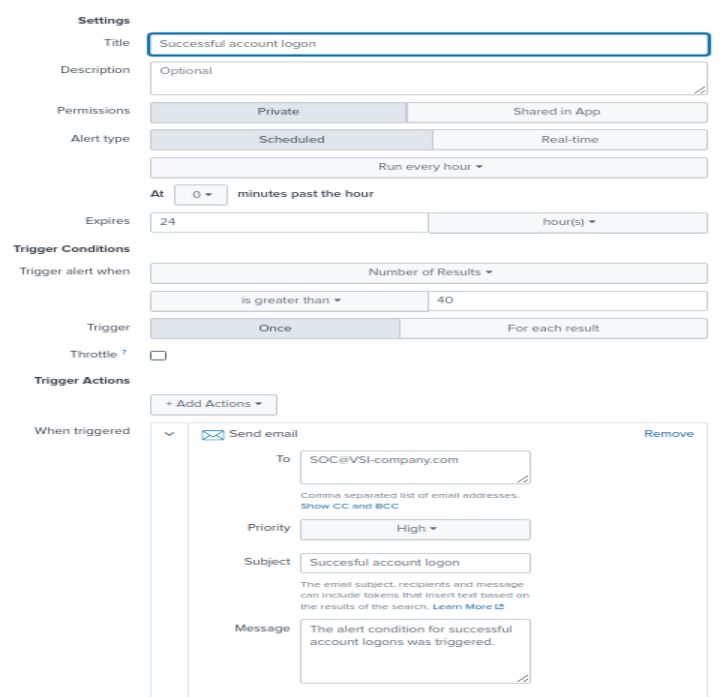 Settings
Title Successful account logon
Description Optional
Permissions Private Shared in App
Alert type Scheduled Real-time
Run every hour
At 0 minutes past the hour
Expires 24 hour(s)
Trigger Conditions
Trigger alert when Number of Results
is greater than 40
Trigger Once For each result
Throttle ?
Trigger Actions
+ Add Actions
When triggered Send email Remove
To SOC@VSI-company.com
Comma separated list of email addresses.
Show CC and BCC
Priority High
Subject Succesful account logon
The email subject, recipients and message
can include tokens that insert text based on
the results of the search. Learn More
Message The alert condition for successful
account logons was triggered.